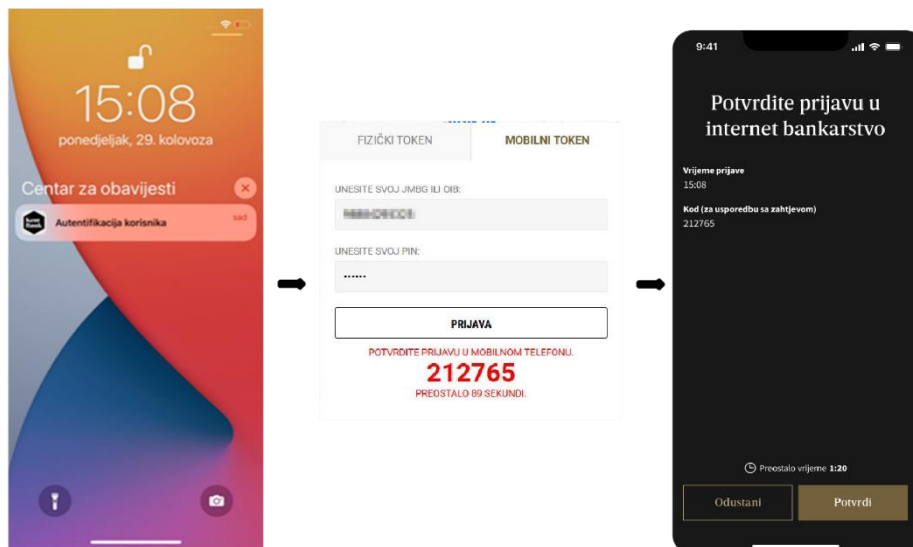 15:08
ponedjeljak, 29. kolovoza
Centar za obavijesti
Autentifikacija korisnika
sad
FIZIČKI TOKEN
MOBILNI TOKEN
UNESITE SVOJ JMBG ILI OIB:
UNESITE SVOJ PIN:
PRIJAVA
POTVRDITE PRIJAVU U MOBILNOM TELEFONU.
212765
PREOSTALO 89 SEKUNDI.
9:41
Potvrdite prijavu u
internet bankarstvo
Vrijeme prijave
15:08
Kod (za usporedbu sa zahtjevom)
212765
Preostalo vrijeme 1:20
Odustani
Potvrdi